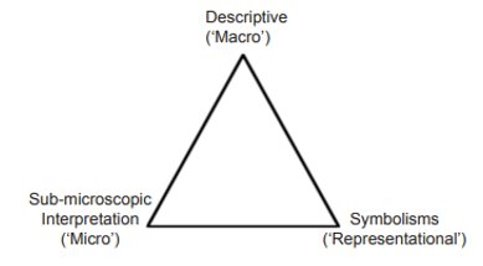 Descriptive
(‘Macro’)
Sub-microscopic
Interpretation
(‘Micro’)
Symbolisms
(‘Representational’)